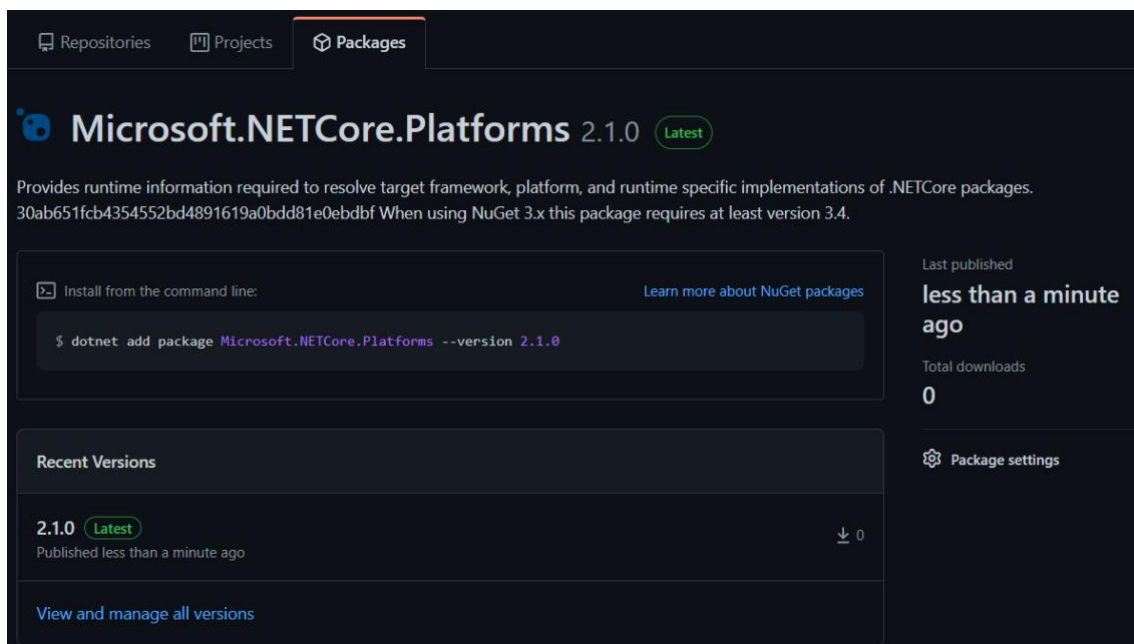 Repositories Projects Packages
Microsoft.NETCore.Platforms 2.1.0 Latest
Provides runtime information required to resolve target framework, platform, and runtime specific implementations of .NETCore packages.
30ab651fcb4354552bd4891619a0bdd81e0ebdbf When using NuGet 3.x this package requires at least version 3.4.
Install from the command line: Learn more about NuGet packages
$ dotnet add package Microsoft.NETCore.Platforms --version 2.1.0
Last published
less than a minute
ago
Total downloads
0
Package settings
Recent Versions
2.1.0 Latest
Published less than a minute ago
0
View and manage all versions